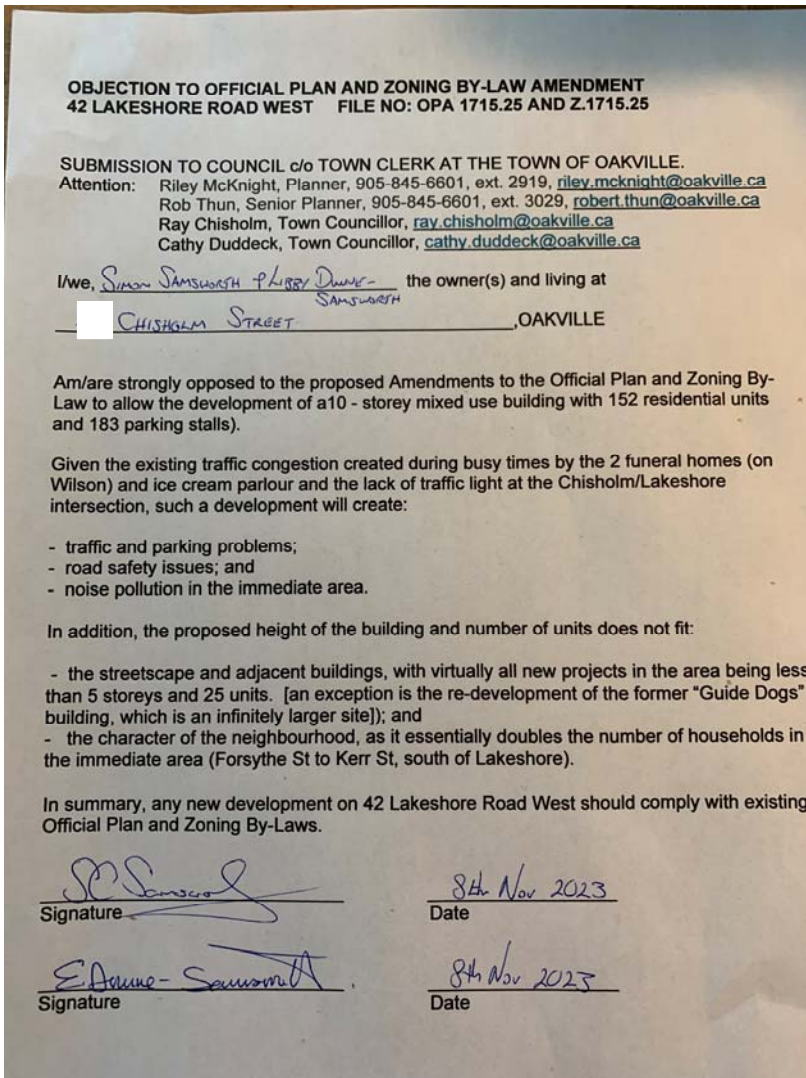 OBJECTION TO OFFICIAL PLAN AND ZONING BY-LAW AMENDMENT
42 LAKESHORE ROAD WEST FILE NO: OPA 1715.25 AND Z.1715.25
SUBMISSION TO COUNCIL c/o TOWN CLERK AT THE TOWN OF OAKVILLE.
Attention: Riley McKnight, Planner, 905-845-6601, ext. 2919, riley.mcknight@oakville.ca
Rob Thun, Senior Planner, 905-845-6601, ext. 3029, robert.thun@oakville.ca
Ray Chisholm, Town Councillor, ray.chisholm@oakville.ca
Cathy Duddeck, Town Councillor, cathy.duddeck@oakville.ca
I/we, Simon Samsworth & Libby Dunne- the owner(s) and living at
Samsworth
Chisholm Street ,OAKVILLE
Am/are strongly opposed to the proposed Amendments to the Official Plan and Zoning By-
Law to allow the development of a10 - storey mixed use building with 152 residential units
and 183 parking stalls).
Given the existing traffic congestion created during busy times by the 2 funeral homes (on
Wilson) and ice cream parlour and the lack of traffic light at the Chisholm/Lakeshore
intersection, such a development will create:
- traffic and parking problems;
- road safety issues; and
- noise pollution in the immediate area.
In addition, the proposed height of the building and number of units does not fit:
- the streetscape and adjacent buildings, with virtually all new projects in the area being less
than 5 storeys and 25 units. [an exception is the re-development of the former “Guide Dogs”
building, which is an infinitely larger site]); and
- the character of the neighbourhood, as it essentially doubles the number of households in
the immediate area (Forsythe St to Kerr St, south of Lakeshore).
In summary, any new development on 42 Lakeshore Road West should comply with existing
Official Plan and Zoning By-Laws.
8th Nov 2023
Signature Date
E Dunne-Samsworth 8th Nov 2023
Signature Date